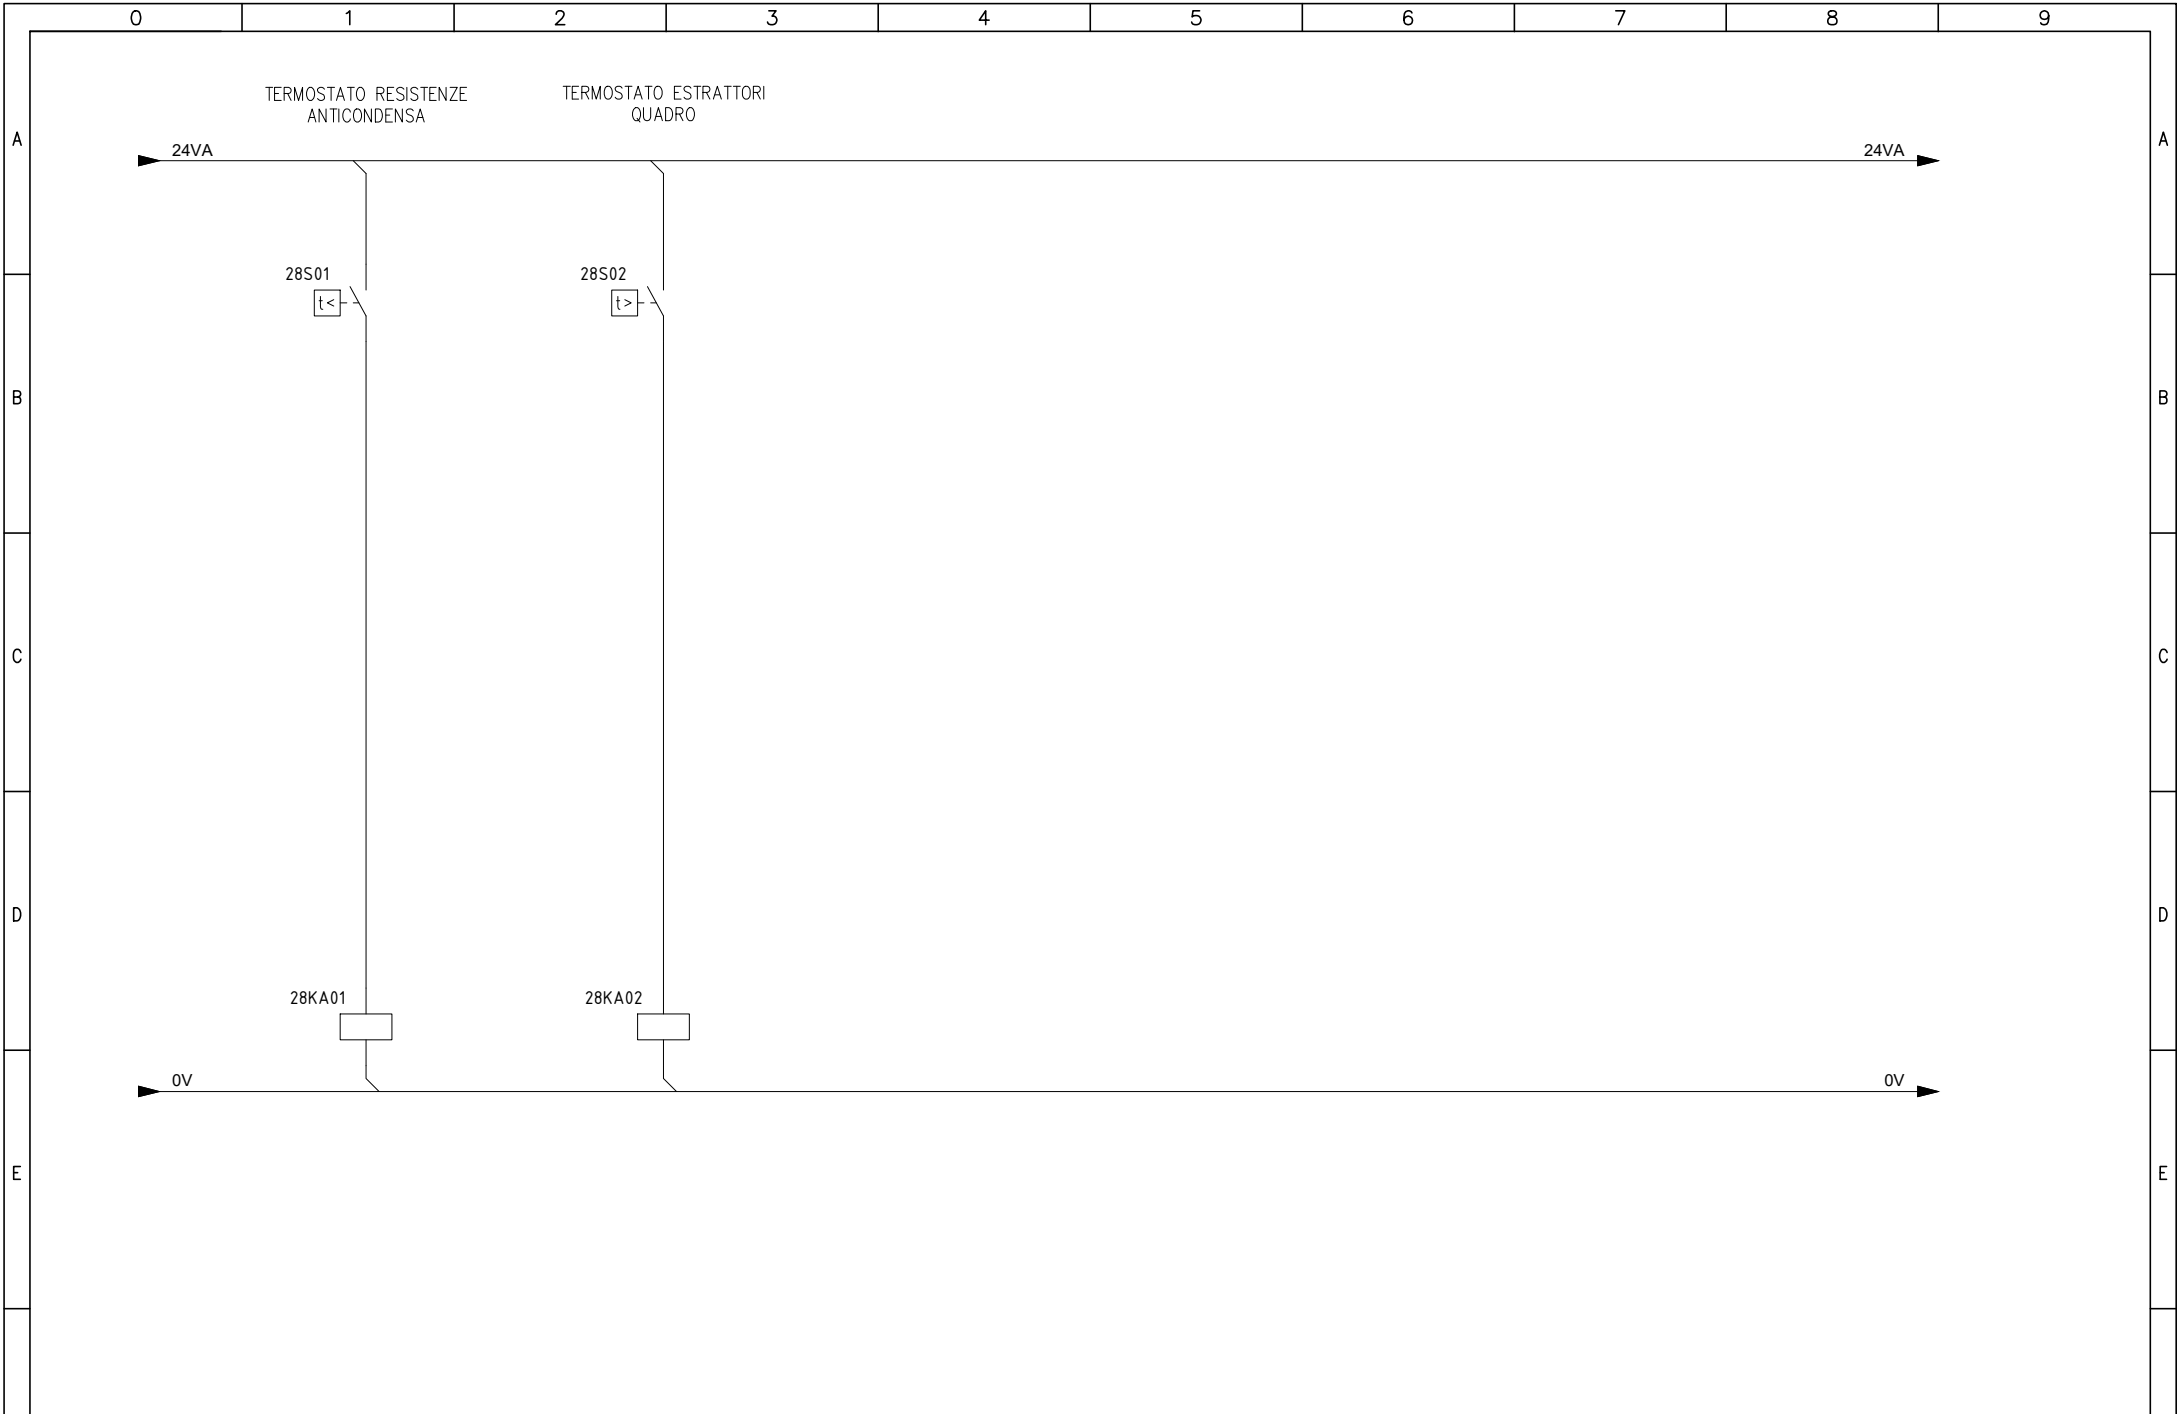 0 1 2 3 4 5 6 7 8 9
TERMOSTATO RESISTENZE
ANTICONDENSA
TERMOSTATO ESTRATTORI
QUADRO
A A
24VA 24VA
28S01 28S02
t< t>
B B
C C
D D
28KA01 28KA02
0V 0V
E E